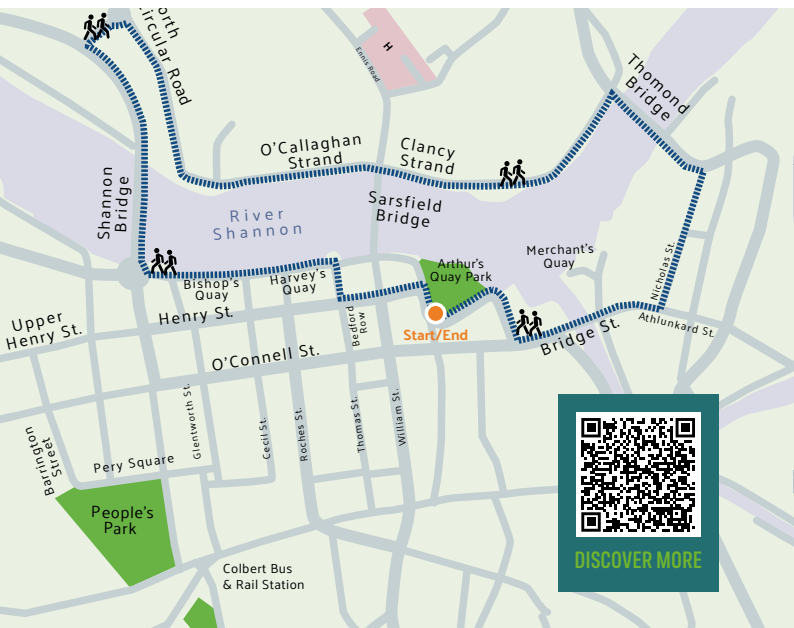 orth
Circular Road
H
Ennis Road
Thomond
Bridge
O'Callaghan
Strand
Clancy
Strand
Shannon
Bridge
River
Shannon
Sarsfield
Bridge
Nicholas St.
Merchant's
Quay
Arthur's
Quay Park
Bishop's
Quay
Harvey's
Quay
Upper
Henry St.
Henry St.
Bedford
Row
Start/End
Bridge St.
Athlunkard St.
O'Connell St.
Glentworth St.
Cecil St.
Roches St.
Thomas St.
William St.
Barrington
Street
Pery Square
People's
Park
Colbert Bus
& Rail Station
DISCOVER MORE